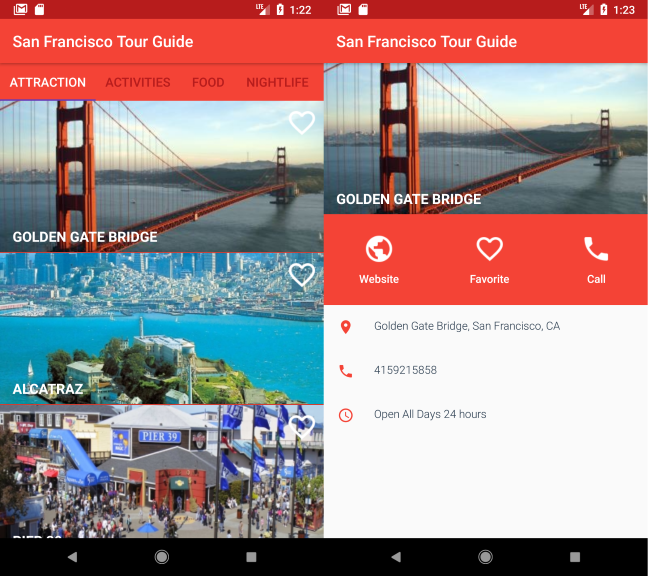 LTE 1:22
San Francisco Tour Guide
ATTRACTION ACTIVITIES FOOD NIGHTLIFE
GOLDEN GATE BRIDGE
ALCATRAZ
PIER 39
PIER 39
LTE 1:23
San Francisco Tour Guide
GOLDEN GATE BRIDGE
Website Favorite Call
Golden Gate Bridge, San Francisco, CA
4159215858
Open All Days 24 hours